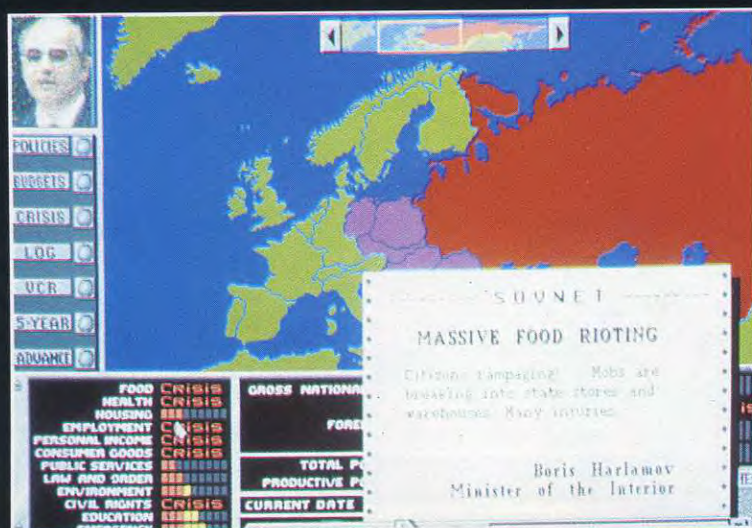 POLICIES
BUDGETS
CRISIS
LOG
VCR
5-YEAR
ADVANCE
SOVNET
MASSIVE FOOD RIOTING
Citizens rampaging! Mobs are
breaking into state stores and
warehouses. Many injuries.
Boris Harlamov
Minister of the Interior
FOOD CRISIS
HEALTH CRISIS
HOUSING
EMPLOYMENT CRISIS
PERSONAL INCOME CRISIS
CONSUMER GOODS CRISIS
PUBLIC SERVICES
LAW AND ORDER
ENVIRONMENT
CIVIL RIGHTS CRISIS
EDUCATION
GROSS NATIONAL
TOTAL
PRODUCTIVE
CURRENT DATE